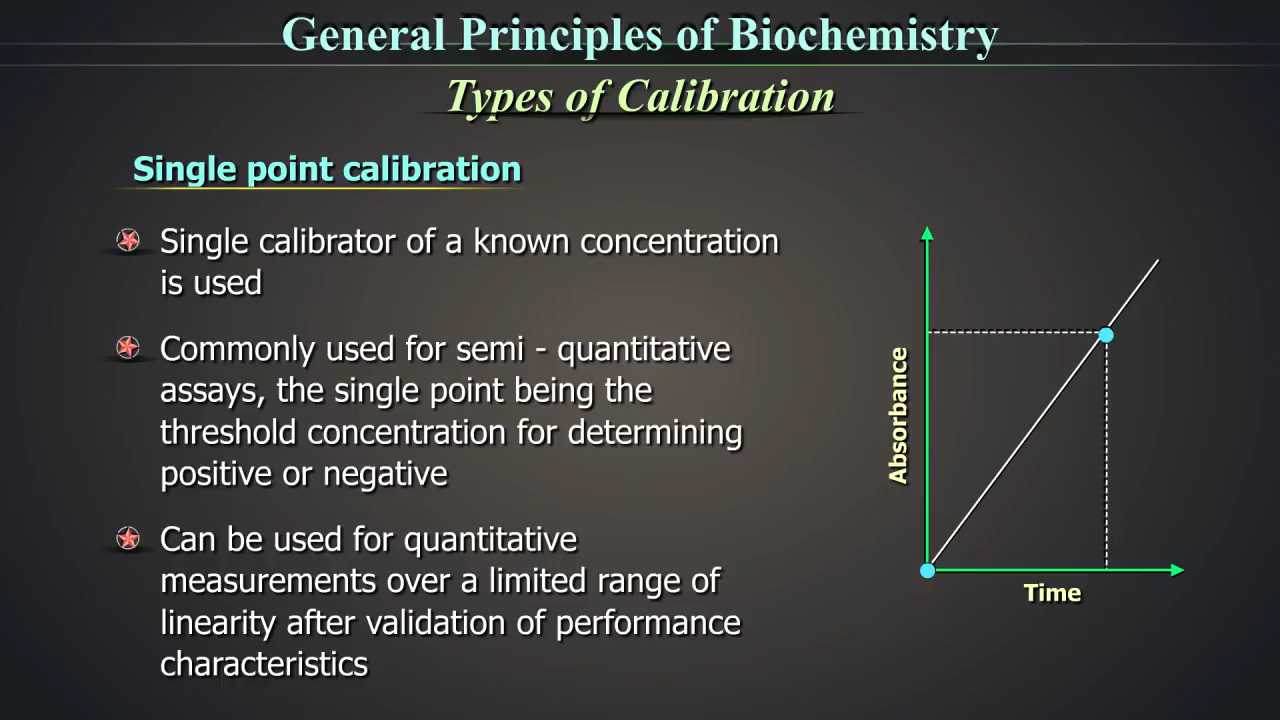 General Principles of Biochemistry
Types of Calibration
Single point calibration
Single calibrator of a known concentration
is used
Commonly used for semi - quantitative
assays, the single point being the
threshold concentration for determining
positive or negative
Can be used for quantitative
measurements over a limited range of
linearity after validation of performance
characteristics
Absorbance
Time